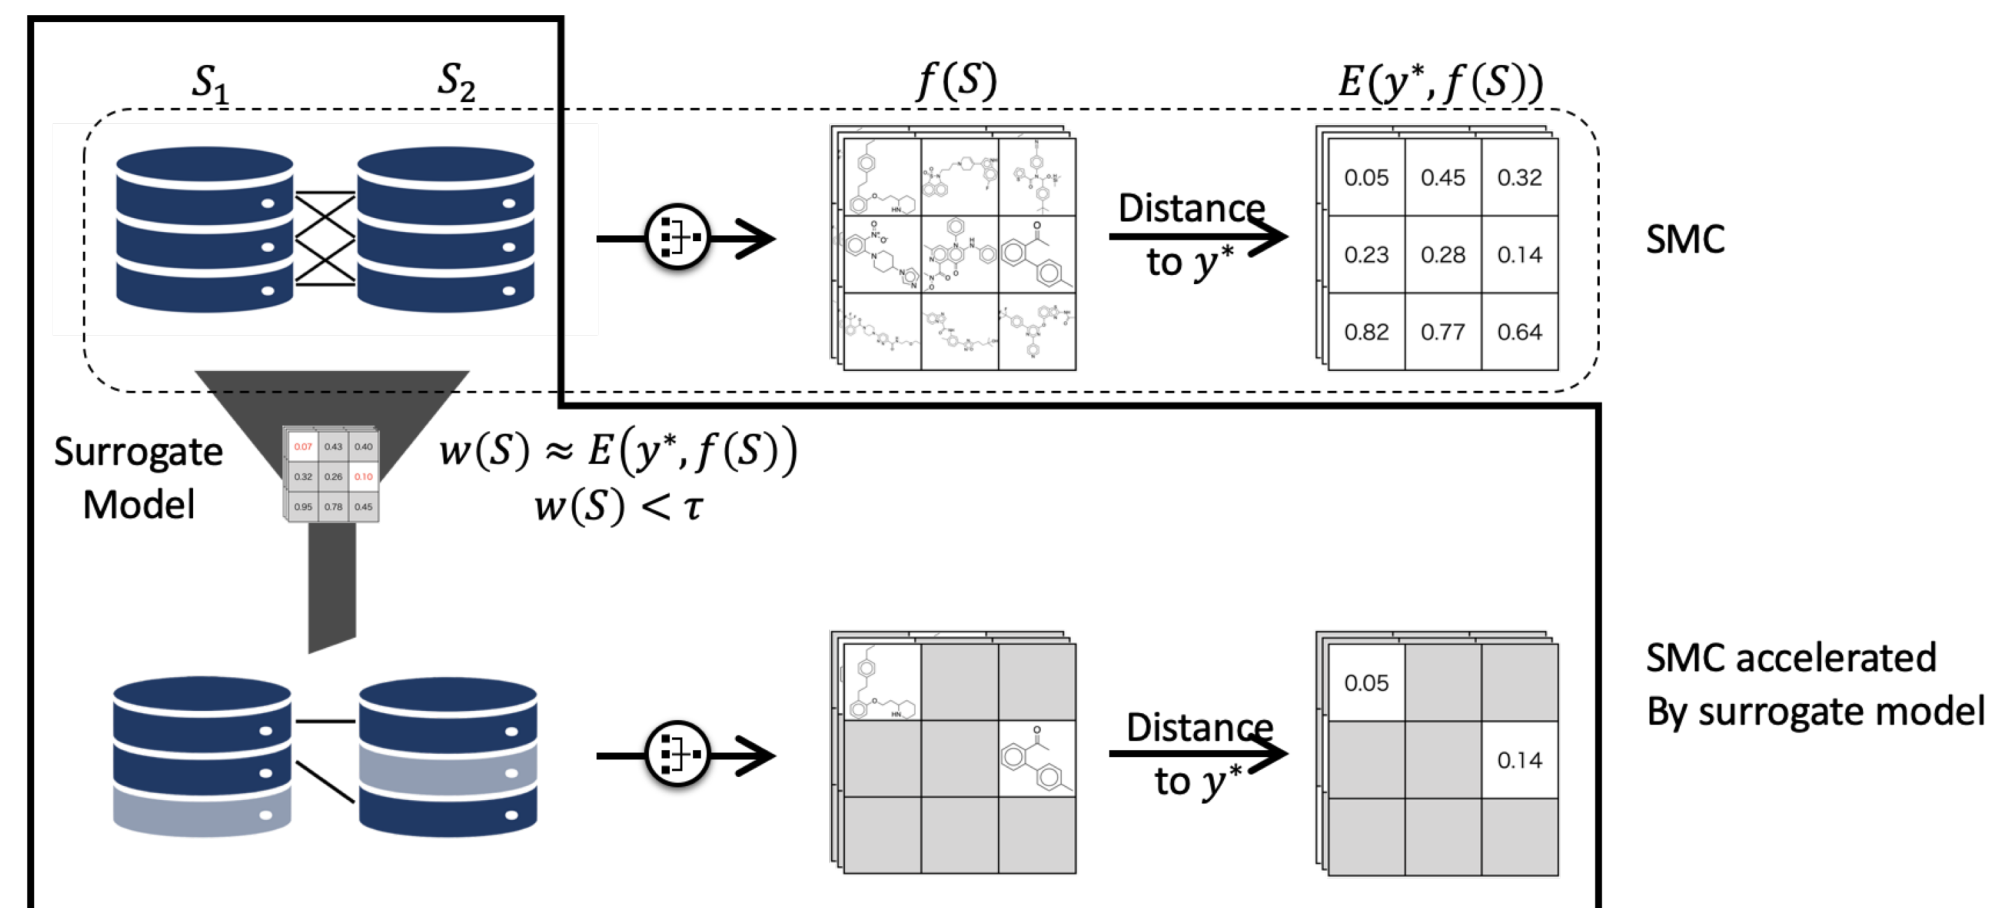 S₁ S₂ f(S) E(y*, f(S))
0.05 0.45 0.32
Distance
to y*
0.23 0.28 0.14
SMC
0.82 0.77 0.64
Surrogate
Model
0.07 0.43 0.40
0.32 0.26 0.10
0.95 0.78 0.45
w(S) ≈ E(y*, f(S))
w(S) < τ
0.05
Distance
to y*
0.14
SMC accelerated
By surrogate model